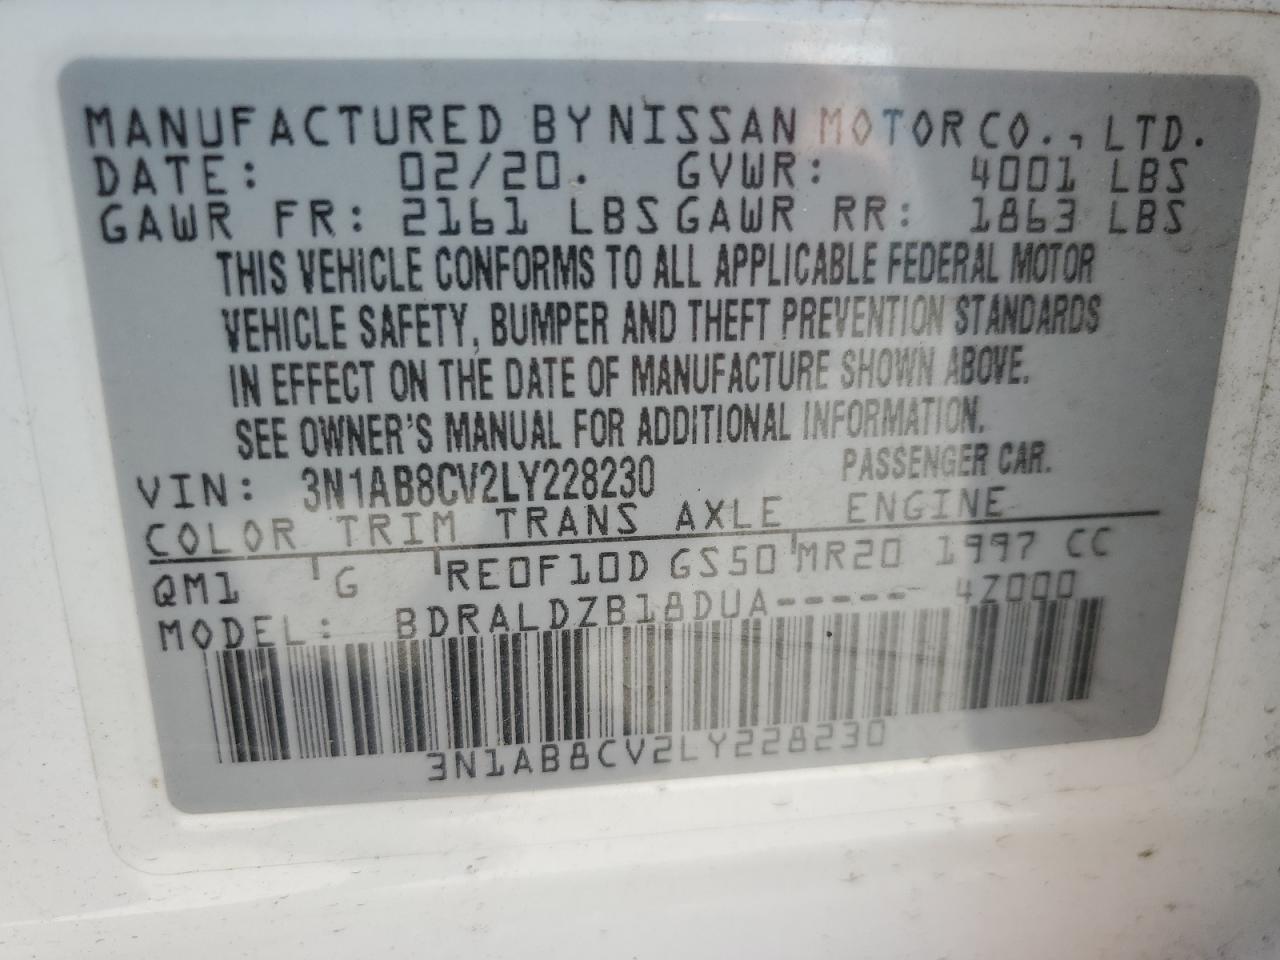 MANUFACTURED BY NISSAN MOTOR CO., LTD.
DATE: 02/20. GVWR: 4001 LBS
GAWR FR: 2161 LBS GAWR RR: 1863 LBS
THIS VEHICLE CONFORMS TO ALL APPLICABLE FEDERAL MOTOR
VEHICLE SAFETY, BUMPER AND THEFT PREVENTION STANDARDS
IN EFFECT ON THE DATE OF MANUFACTURE SHOWN ABOVE.
SEE OWNER'S MANUAL FOR ADDITIONAL INFORMATION.
VIN: 3N1AB8CV2LY228230 PASSENGER CAR.
COLOR TRIM TRANS AXLE ENGINE
QM1 G RE0F10D GS50 MR20 1997 CC
MODEL: BDRALDZB18DUA----- 4Z000
3N1AB8CV2LY228230